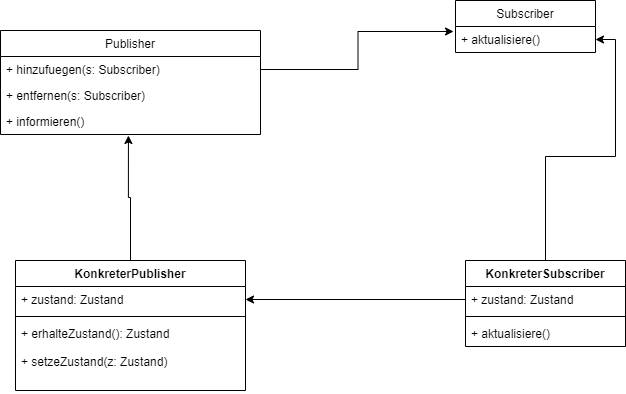 Publisher
+ hinzufuegen(s: Subscriber)
+ entfernen(s: Subscriber)
+ informieren()
Subscriber
+ aktualisiere()
KonkreterPublisher
+ zustand: Zustand
+ erhalteZustand(): Zustand
+ setzeZustand(z: Zustand)
KonkreterSubscriber
+ zustand: Zustand
+ aktualisiere()